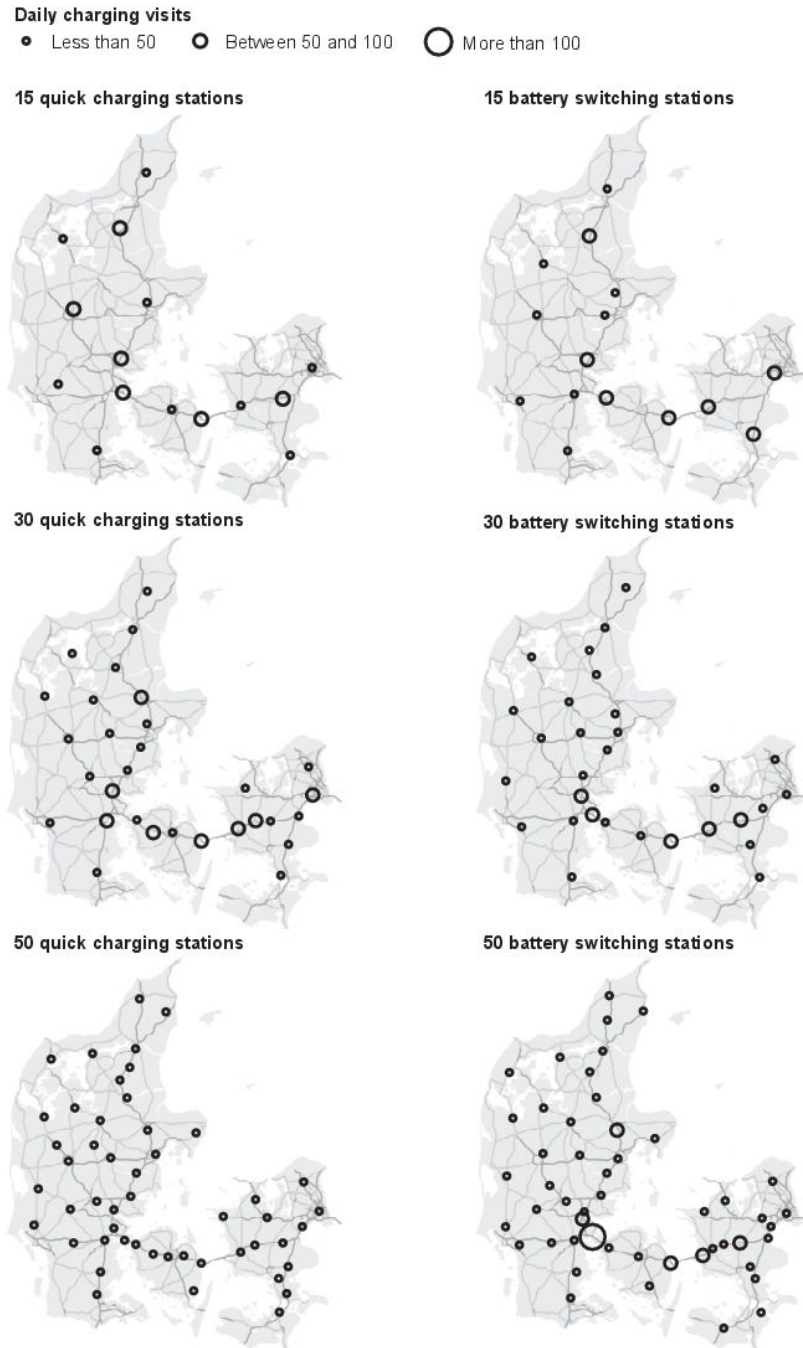 Daily charging visits
Less than 50 Between 50 and 100 More than 100
15 quick charging stations 15 battery switching stations
30 quick charging stations 30 battery switching stations
50 quick charging stations 50 battery switching stations